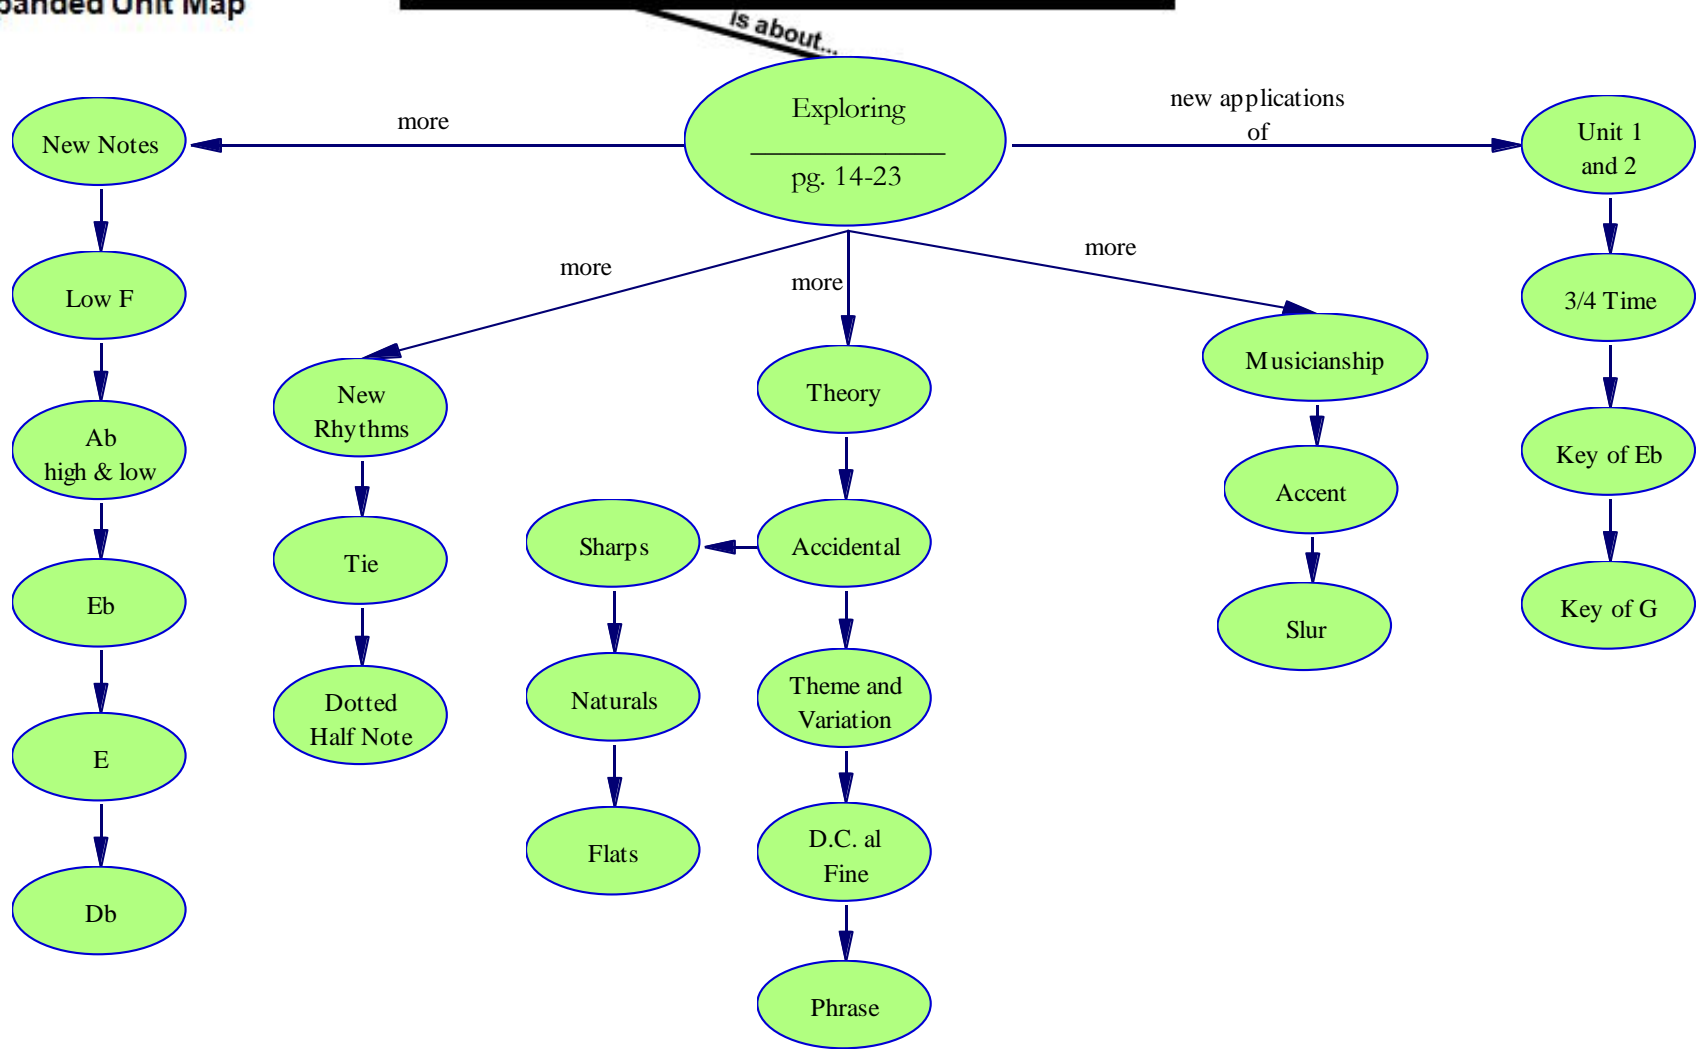 Unit Map
is about...
Exploring
pg. 14-23
more
new applications
of
more
more
more
New Notes
Low F
Ab
high & low
Eb
E
Db
New
Rhythms
Tie
Dotted
Half Note
Theory
Accidental
Sharps
Naturals
Flats
Theme and
Variation
D.C. al
Fine
Phrase
Musicianship
Accent
Slur
Unit 1
and 2
3/4 Time
Key of Eb
Key of G